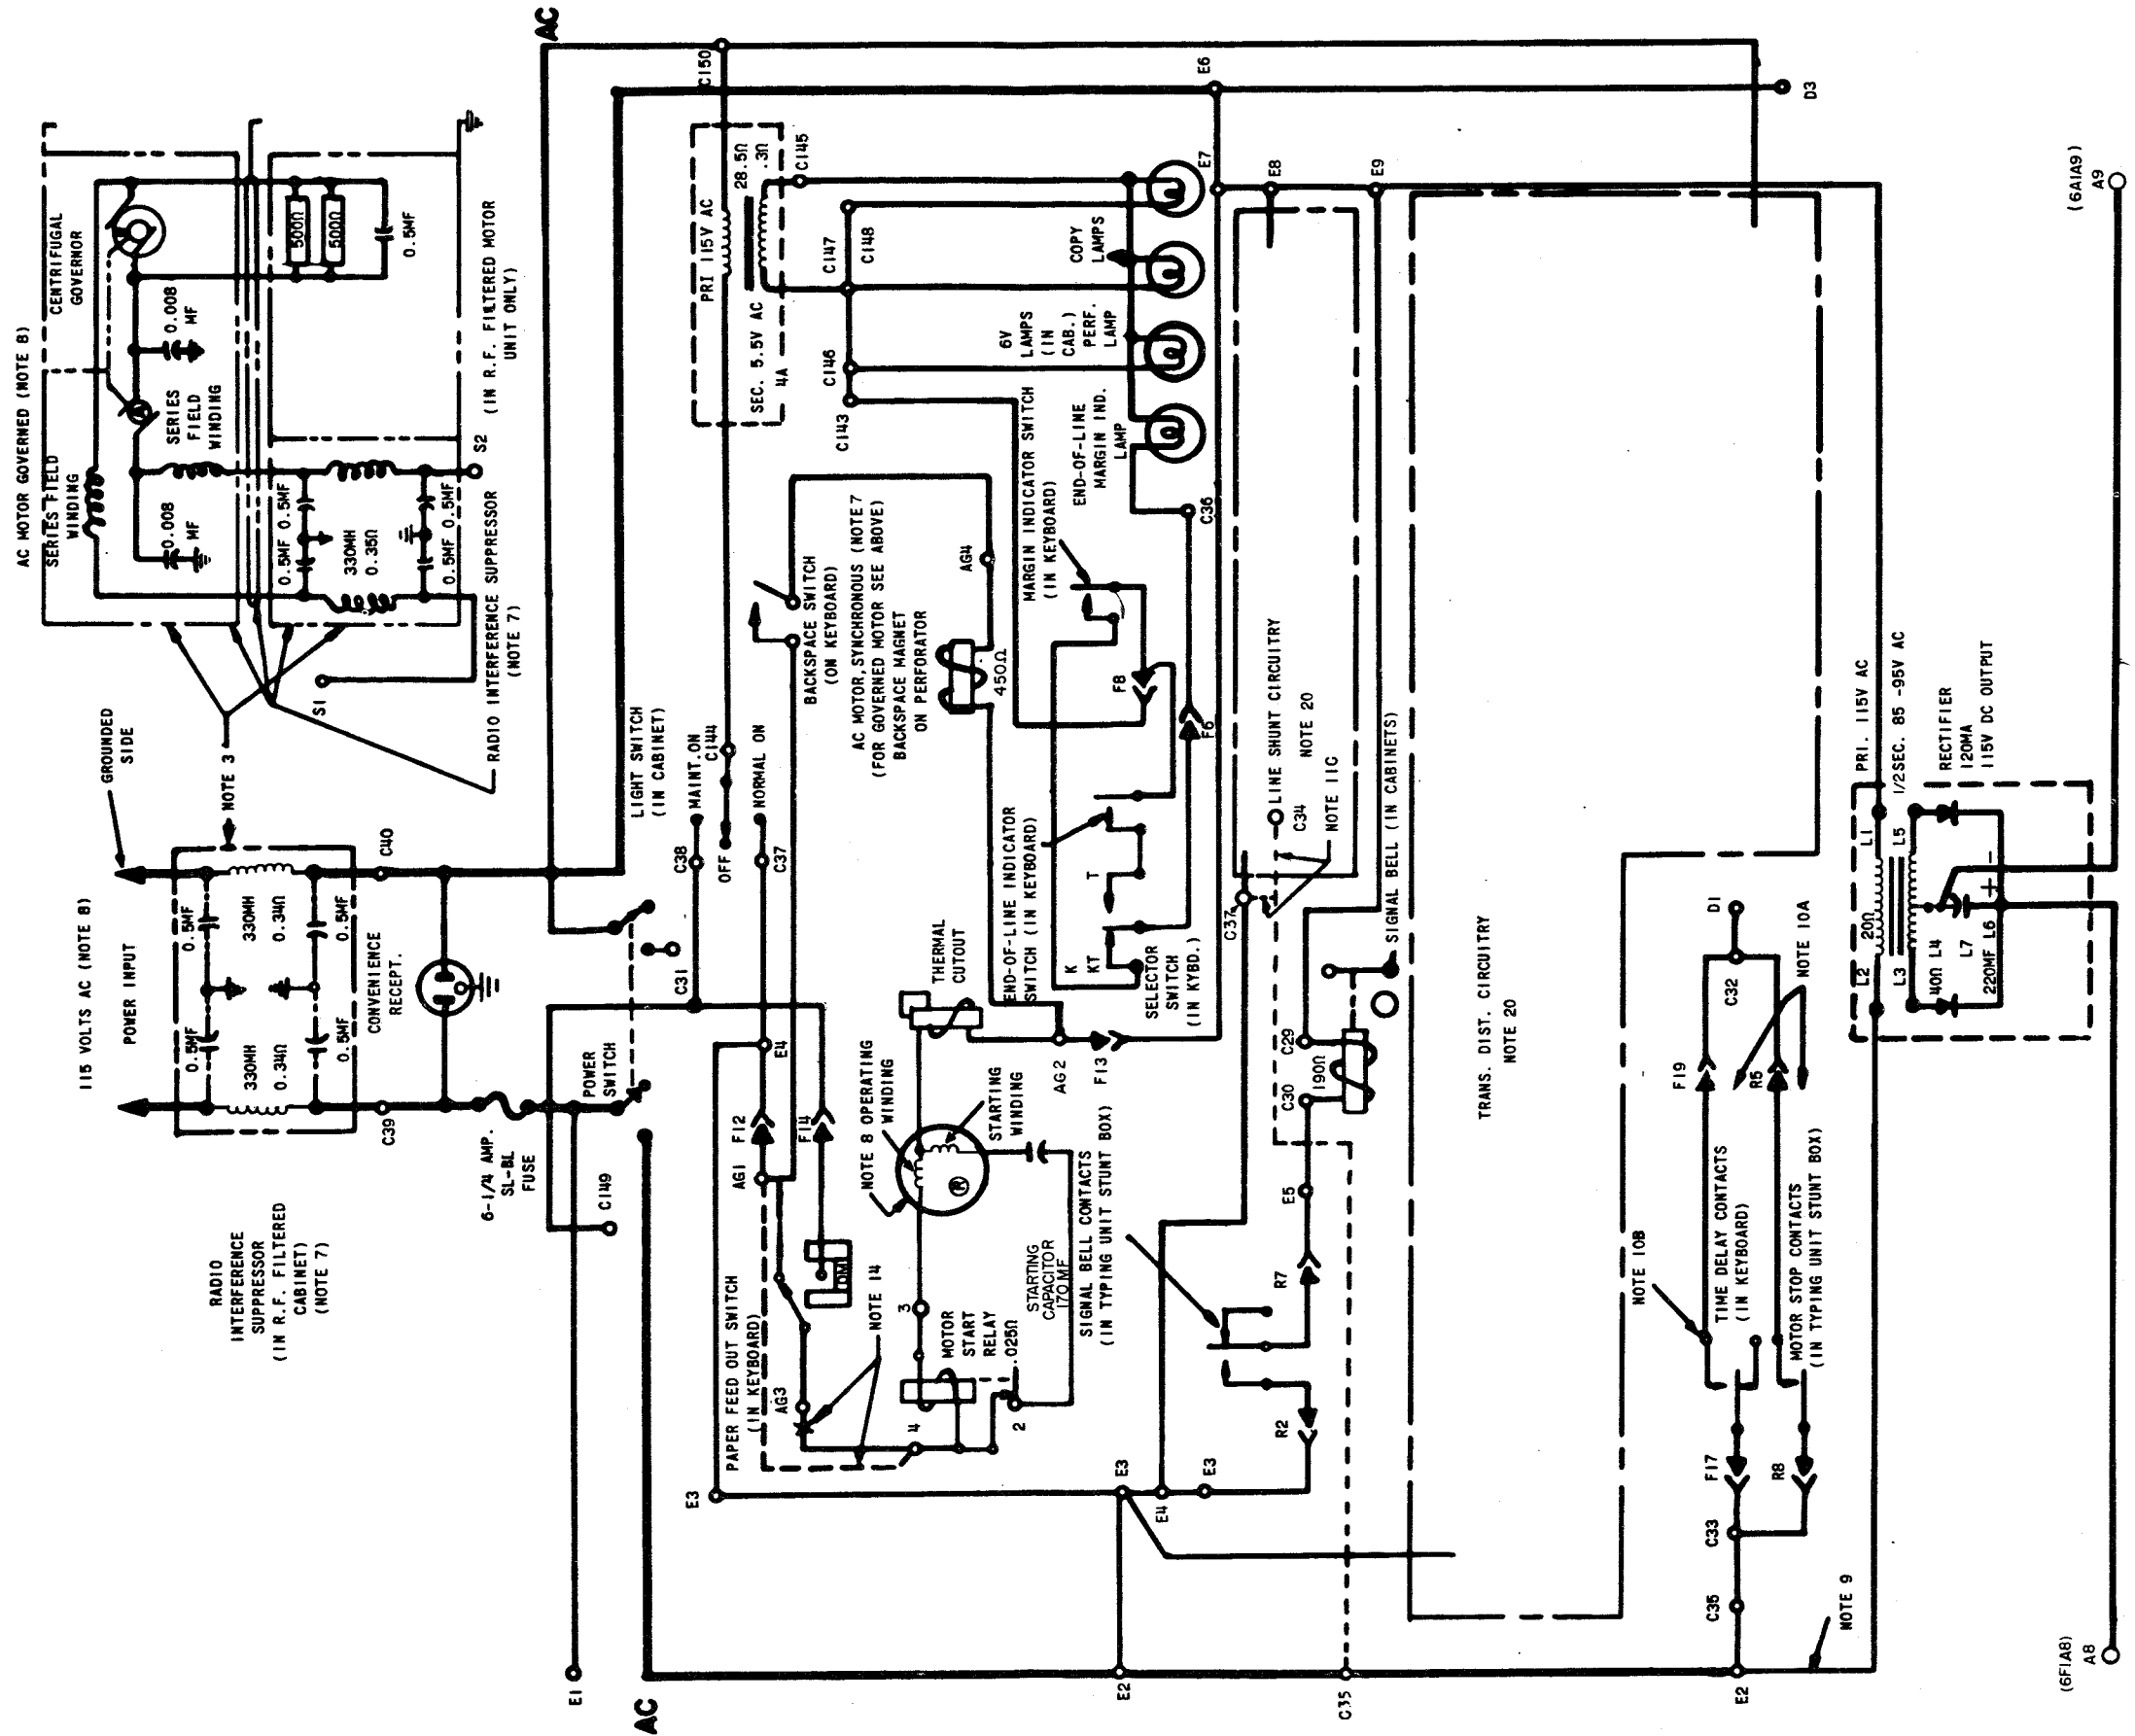 AC MOTOR GOVERNED (NOTE 8)
SERIES FIELD
WINDING
CENTRIFUGAL
GOVERNOR
0.008
MF
SERIES
FIELD
WINDING
0.008
MF
500Ω
500Ω
0.5MF
0.5MF 0.5MF
330MH
0.35Ω
0.5MF 0.5MF
S2
(IN R.F. FILTERED MOTOR
UNIT ONLY)
S1
RADIO INTERFERENCE SUPPRESSOR
(NOTE 7)
115 VOLTS AC (NOTE 8)
POWER INPUT
GROUNDED
SIDE
NOTE 3
0.5MF
0.5MF
330MH
0.34Ω
330MH
0.34Ω
0.5MF
0.5MF
C39
C40
CONVENIENCE
RECEPT.
RADIO
INTERFERENCE
SUPPRESSOR
(IN R.F. FILTERED
CABINET)
(NOTE 7)
6-1/4 AMP.
SL-BL
FUSE
C149
E1
AC
AC
POWER
SWITCH
C31
LIGHT SWITCH
(IN CABINET)
C38
MAINT.ON
OFF
C144
C37
NORMAL ON
C150
PRI 115V AC
28.5Ω
.3Ω
SEC. 5.5V AC
4A
C145
C143
C146
C147
C148
6V
LAMPS
(IN
CAB.)
PERF.
LAMP
COPY
LAMPS
END-OF-LINE
MARGIN IND.
LAMP
MARGIN INDICATOR SWITCH
(IN KEYBOARD)
C36
E6
E7
E8
E9
D3
BACKSPACE SWITCH
(ON KEYBOARD)
AC MOTOR,SYNCHRONOUS (NOTE 7
(FOR GOVERNED MOTOR SEE ABOVE)
BACKSPACE MAGNET
ON PERFORATOR
AG4
450Ω
F8
F6
END-OF-LINE INDICATOR
SWITCH (IN KEYBOARD)
K
KT
T
SELECTOR
SWITCH
(IN KYBD.)
E3
E4
AG1
F12
F14
PAPER FEED OUT SWITCH
(IN KEYBOARD)
AG3
NOTE 14
NOTE 8 OPERATING
WINDING
THERMAL
CUTOUT
STARTING
WINDING
AG2
F13
4
3
MOTOR
START
RELAY
.025Ω
2
STARTING
CAPACITOR
170MF
SIGNAL BELL CONTACTS
(IN TYPING UNIT STUNT BOX)
E2
E3
E4
E3
R2
R7
E5
C30
C29
190Ω
C37
C34
LINE SHUNT CIRCUITRY
NOTE 20
NOTE 11C
SIGNAL BELL (IN CABINETS)
C35
TRANS. DIST. CIRCUITRY
NOTE 20
NOTE 10B
TIME DELAY CONTACTS
(IN KEYBOARD)
MOTOR STOP CONTACTS
(IN TYPING UNIT STUNT BOX)
F19
R5
C32
D1
NOTE 10A
F17
R8
C33
C35
E2
NOTE 9
PRI. 115V AC
1/2SEC. 85 -95V AC
L2
20Ω
L1
L3
40Ω L4
L5
L7
220MF L6
+
-
RECTIFIER
120MA
115V DC OUTPUT
(6F1A8)
A8
(6A1A9)
A9